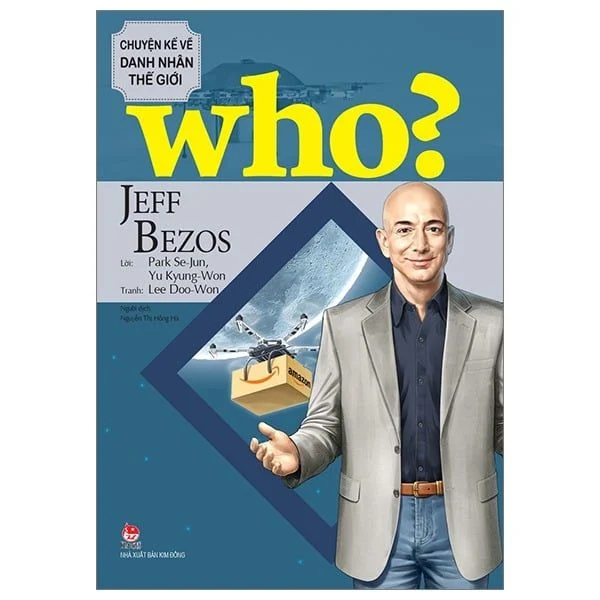 CHUYỆN KỂ VỀ
DANH NHÂN
THẾ GIỚI
who?
JEFF
BEZOS
Lời: Park Se-Jun,
Yu Kyung-Won
Tranh: Lee Doo-Won
Người dịch
Nguyễn Thị Hồng Hà
amazon
NHÀ XUẤT BẢN KIM ĐỒNG